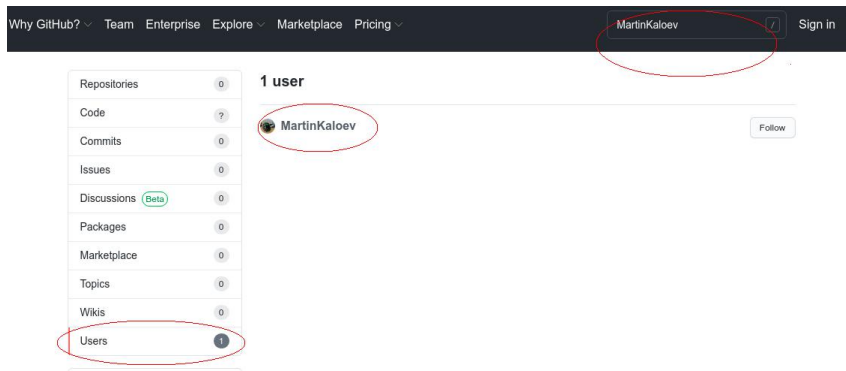 Why GitHub? Team Enterprise Explore Marketplace Pricing MartinKaloev / Sign in
Repositories 0
Code ?
Commits 0
Issues 0
Discussions Beta 0
Packages 0
Marketplace 0
Topics 0
Wikis 0
Users 1
1 user
MartinKaloev
Follow